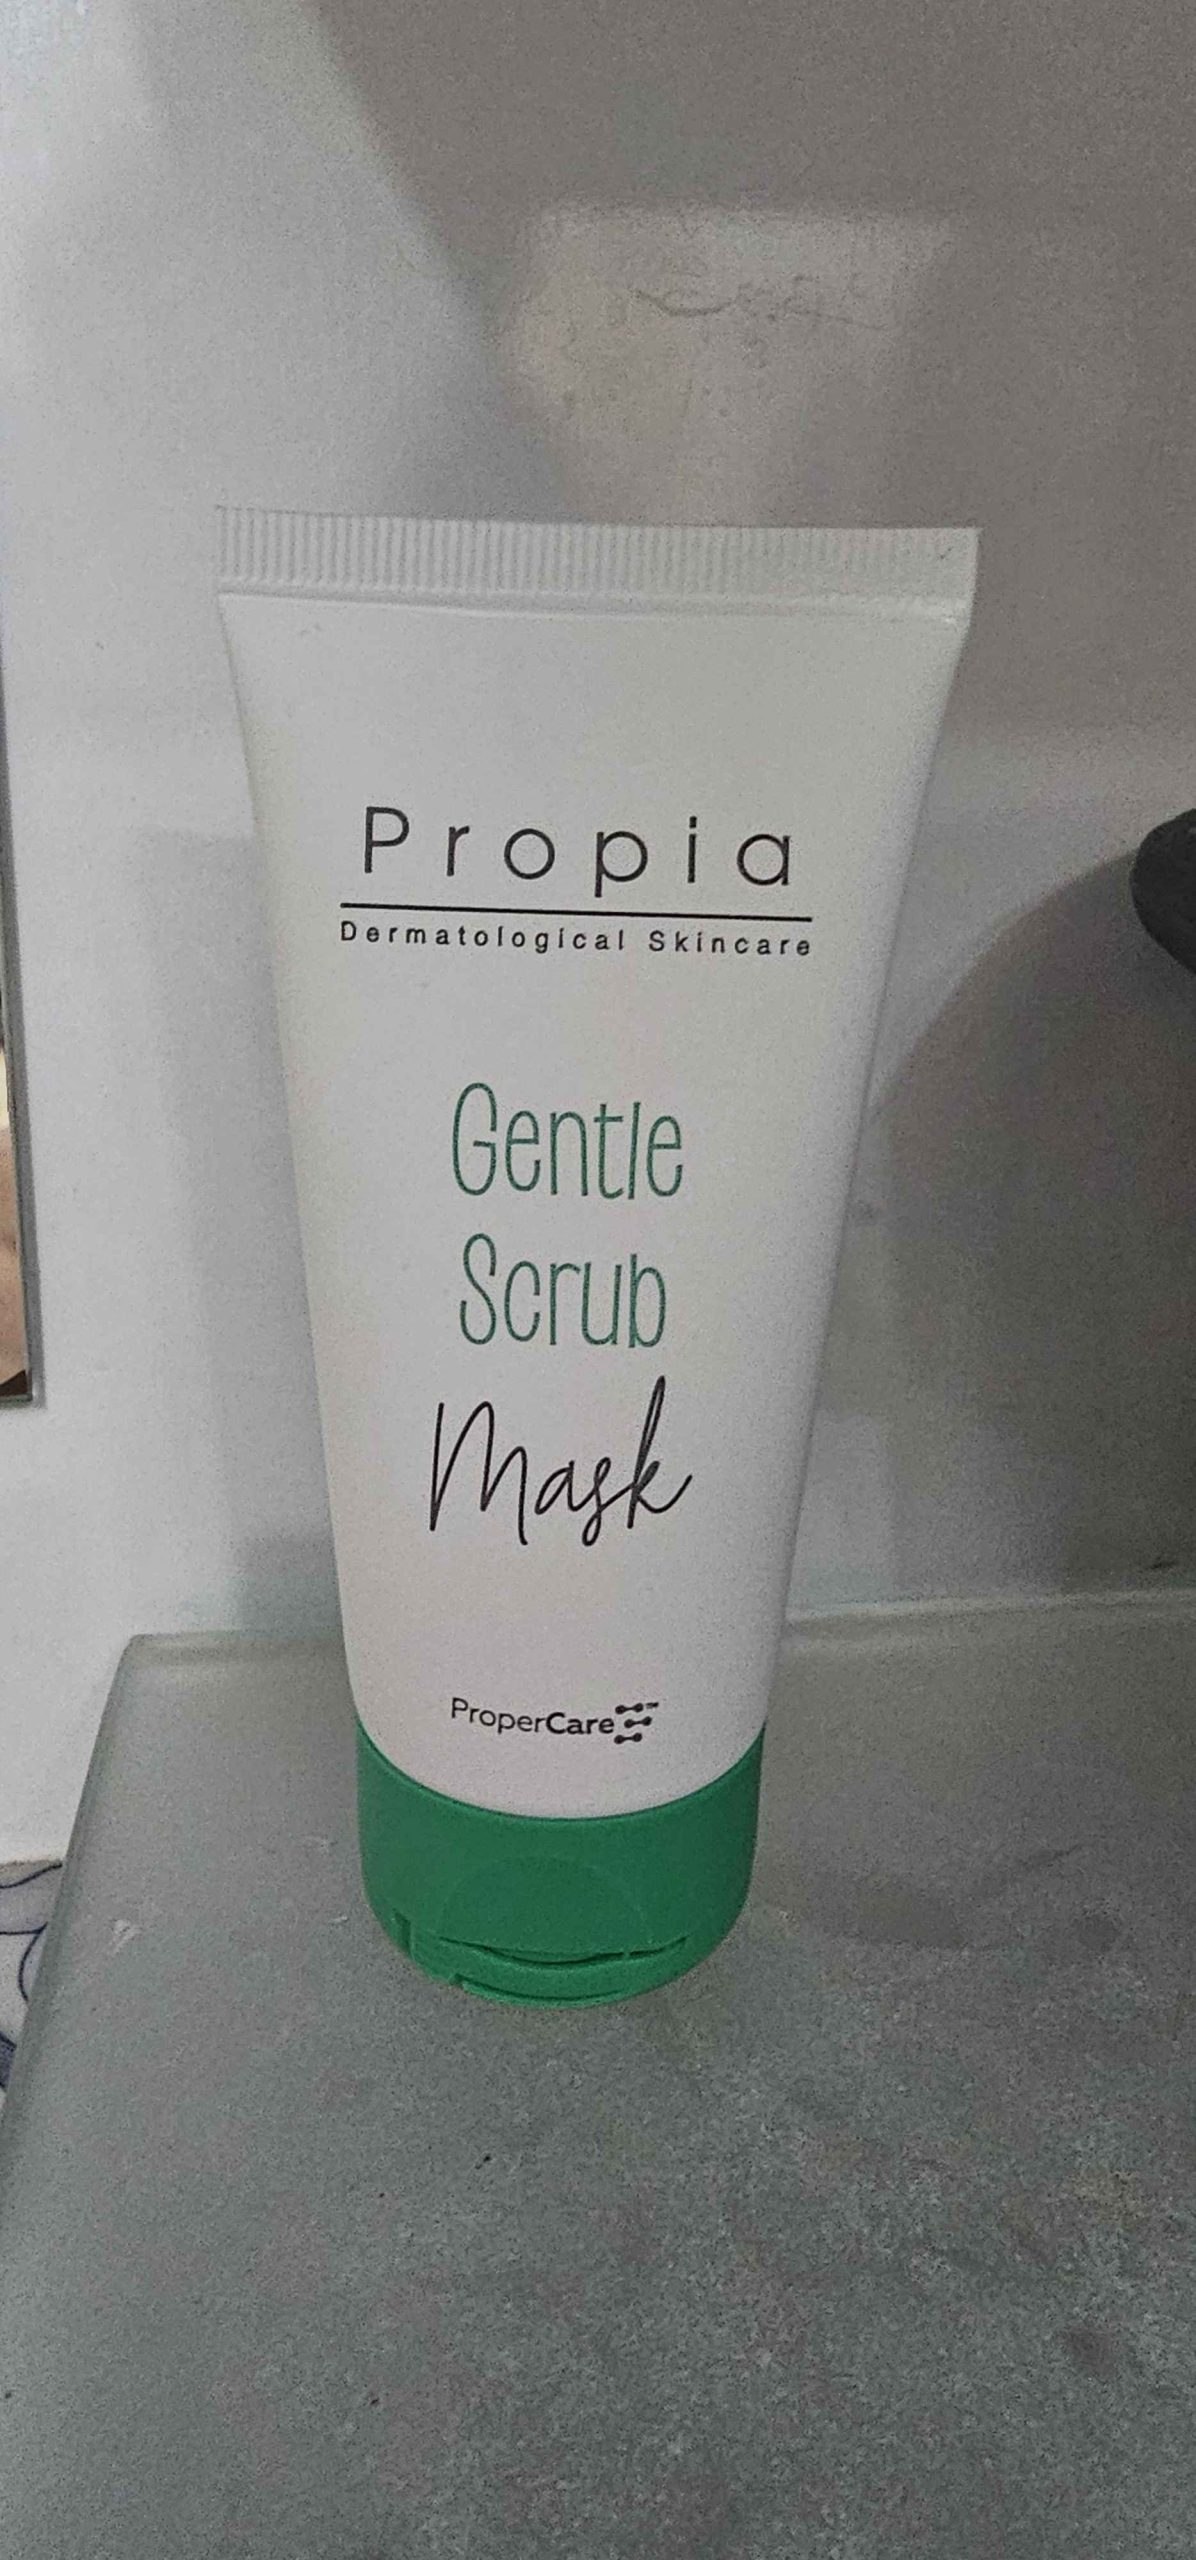 Propia
Dermatological Skincare
Gentle
Scrub
Mask
ProperCare